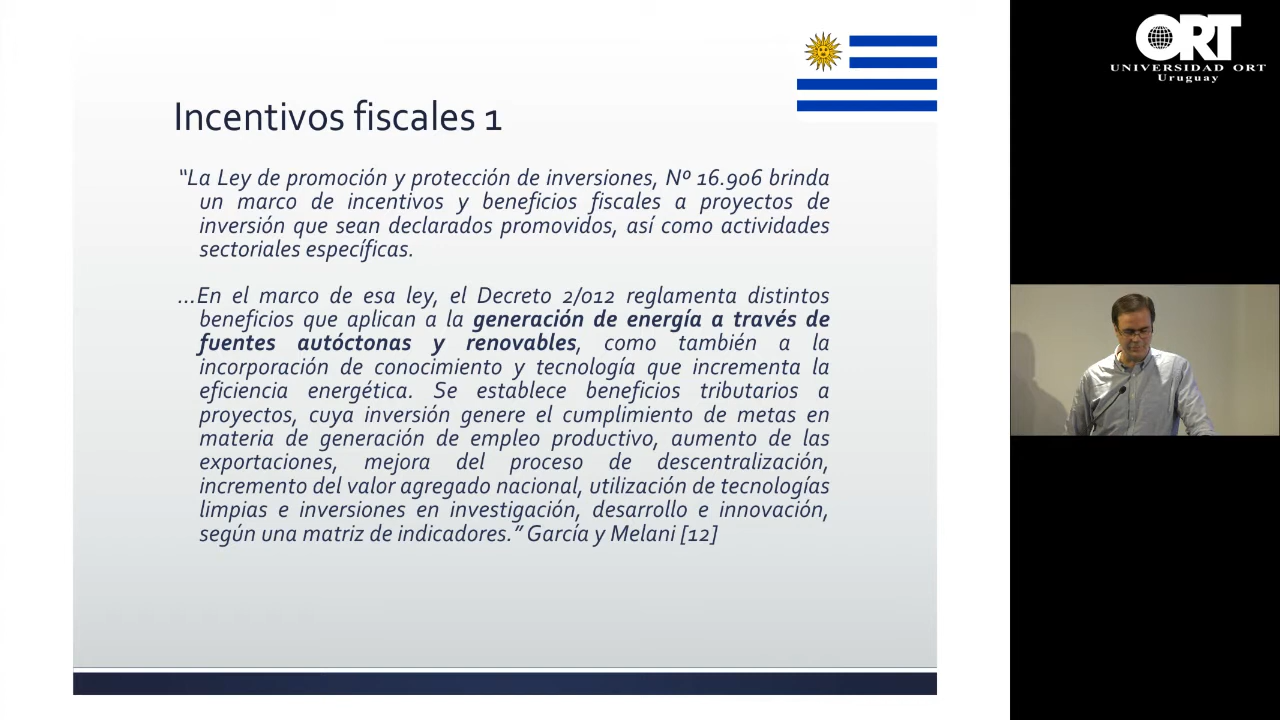 ORT
UNIVERSIDAD ORT
Uruguay
Incentivos fiscales 1
“La Ley de promoción y protección de inversiones, Nº 16.906 brinda
un marco de incentivos y beneficios fiscales a proyectos de
inversión que sean declarados promovidos, así como actividades
sectoriales específicas.
...En el marco de esa ley, el Decreto 2/012 reglamenta distintos
beneficios que aplican a la generación de energía a través de
fuentes autóctonas y renovables, como también a la
incorporación de conocimiento y tecnología que incrementa la
eficiencia energética. Se establece beneficios tributarios a
proyectos, cuya inversión genere el cumplimiento de metas en
materia de generación de empleo productivo, aumento de las
exportaciones, mejora del proceso de descentralización,
incremento del valor agregado nacional, utilización de tecnologías
limpias e inversiones en investigación, desarrollo e innovación,
según una matriz de indicadores.” García y Melani [12]